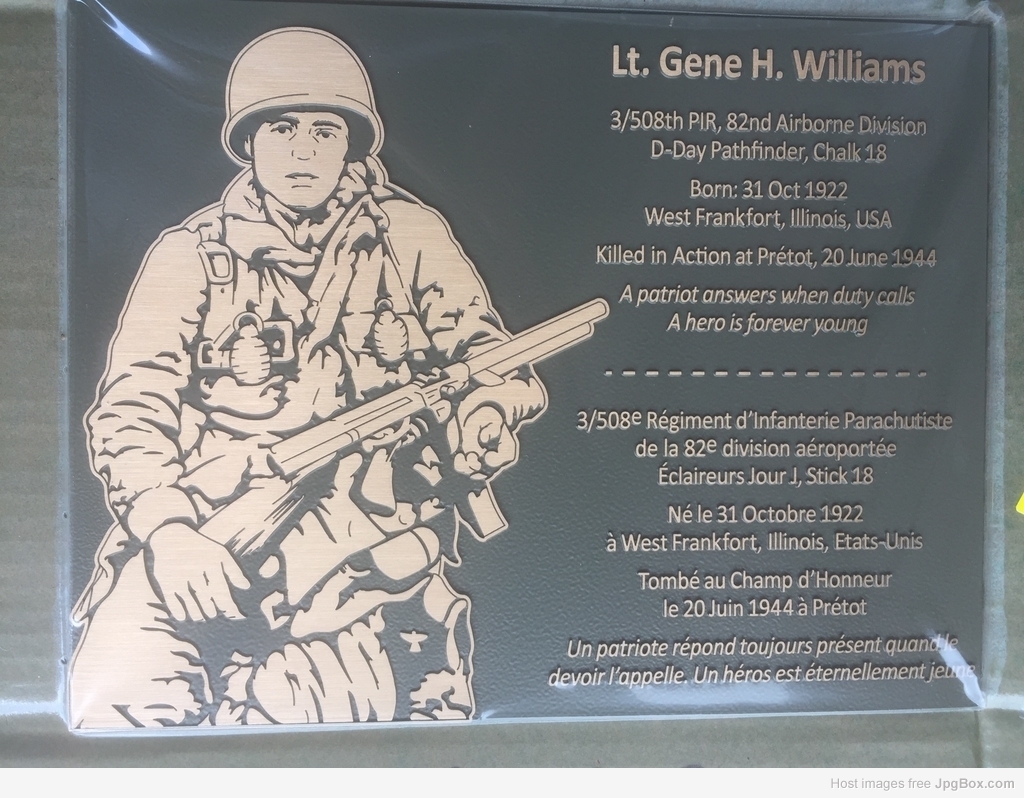 Lt. Gene H. Williams
3/508th PIR, 82nd Airborne Division
D-Day Pathfinder, Chalk 18
Born: 31 Oct 1922
West Frankfort, Illinois, USA
Killed in Action at Prétot, 20 June 1944
A patriot answers when duty calls
A hero is forever young
- - - - - - - - - - - - - - -
3/508e Régiment d'Infanterie Parachutiste
de la 82e division aéroportée
Éclaireurs Jour J, Stick 18
Né le 31 Octobre 1922
à West Frankfort, Illinois, Etats-Unis
Tombé au Champ d'Honneur
le 20 Juin 1944 à Prétot
Un patriote répond toujours présent quand le
devoir l'appelle. Un héros est éternellement jeune
Host images free JpgBox.com